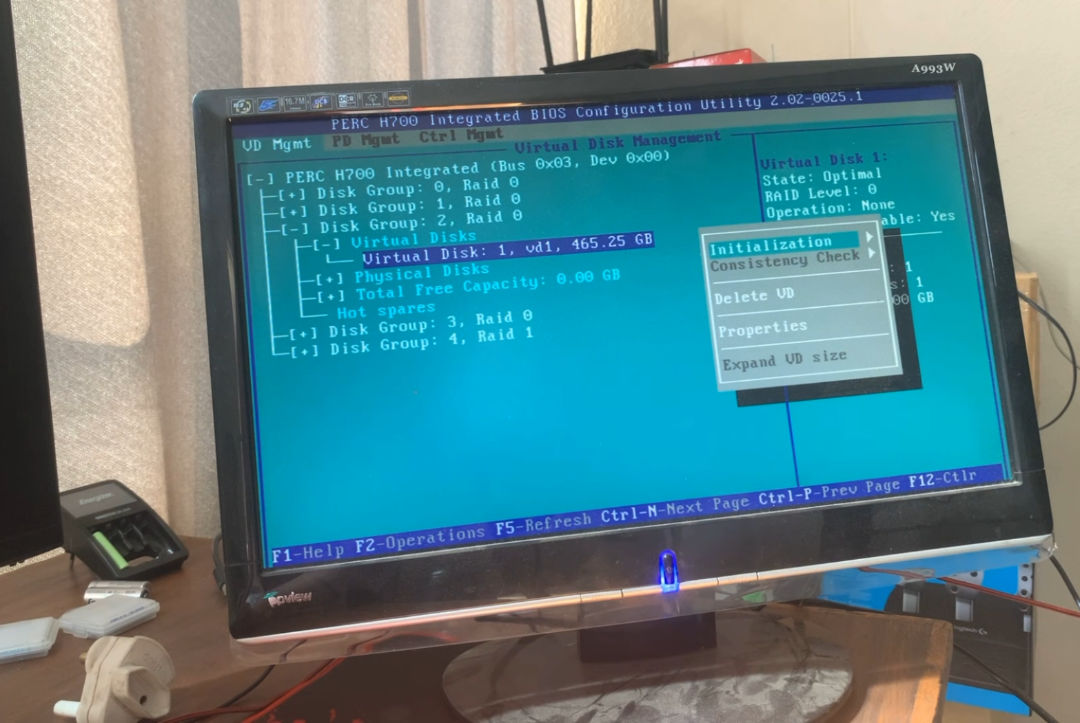 A993W
16.7M
PERC H700 Integrated BIOS Configuration Utility 2.02-0025.1
VD Mgmt PD Mgmt Ctrl Mgmt
Virtual Disk Management
[-] PERC H700 Integrated (Bus 0x03, Dev 0x00)
[+] Disk Group: 0, Raid 0
[+] Disk Group: 1, Raid 0
[-] Disk Group: 2, Raid 0
[-] Virtual Disks
Virtual Disk: 1, vd1, 465.25 GB
[+] Physical Disks
[+] Total Free Capacity: 0.00 GB
Hot spares
[+] Disk Group: 3, Raid 0
[+] Disk Group: 4, Raid 1
Virtual Disk 1:
State: Optimal
RAID Level: 0
Operation: None
able: Yes
: 1
s: 1
00 GB
Initialization
Consistency Check
Delete VD
Properties
Expand VD size
F1-Help F2-Operations F5-Refresh Ctrl-N-Next Page Ctrl-P-Prev Page F12-Ctlr
Energizer